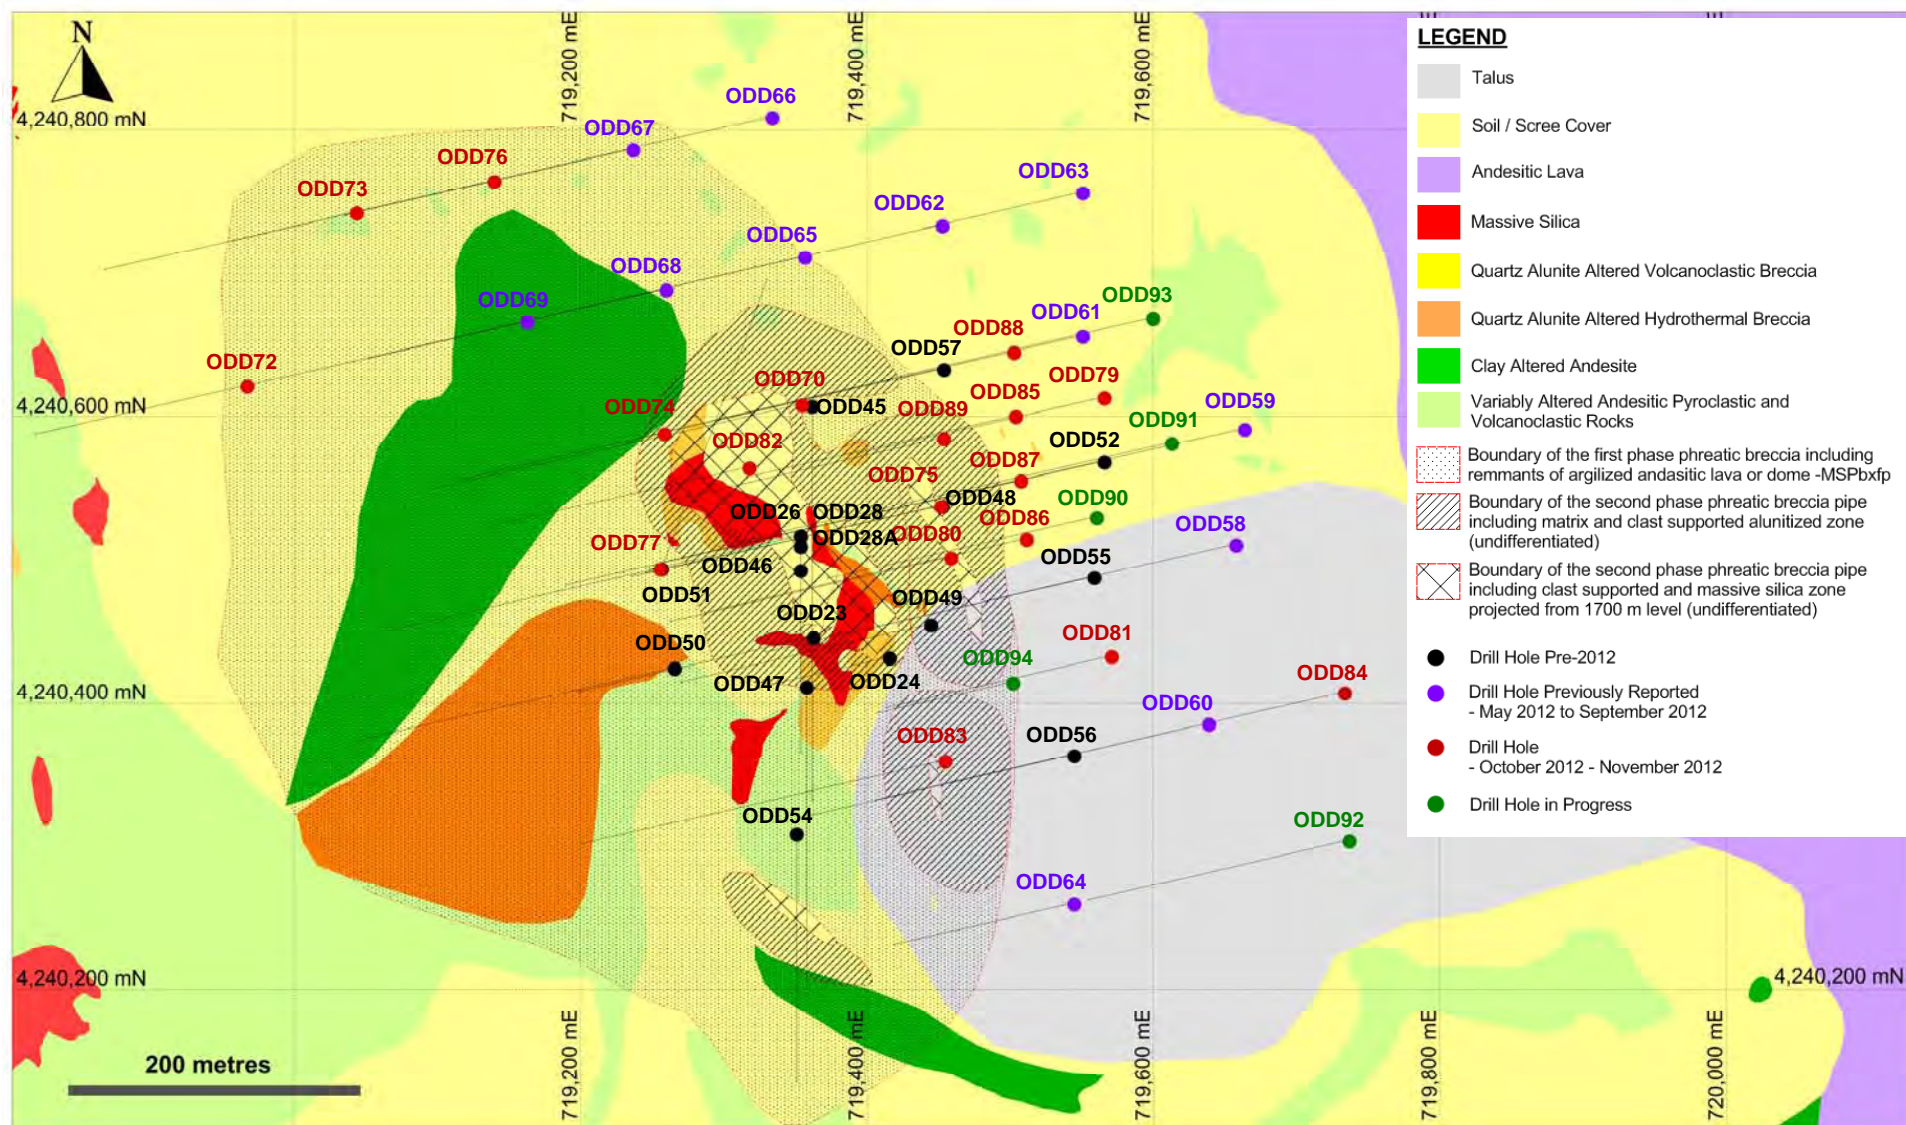 N
719,200 mE
719,400 mE
719,600 mE
4,240,800 mN
4,240,600 mN
4,240,400 mN
4,240,200 mN
4,240,200 mN
ODD66
ODD67
ODD76
ODD73
ODD63
ODD62
ODD65
ODD68
ODD69
ODD72
ODD93
ODD61
ODD88
ODD57
ODD79
ODD70
ODD85
ODD59
ODD45
ODD89
ODD74
ODD91
ODD82
ODD52
ODD87
ODD75
ODD48
ODD90
ODD26
ODD28
ODD86
ODD58
ODD80
ODD28A
ODD77
ODD46
ODD55
ODD51
ODD49
ODD23
ODD50
ODD81
ODD94
ODD24
ODD47
ODD84
ODD60
ODD83
ODD56
ODD54
ODD92
ODD64
200 metres
719,200 mE
719,400 mE
719,600 mE
719,800 mE
720,000 mE
LEGEND
Talus
Soil / Scree Cover
Andesitic Lava
Massive Silica
Quartz Alunite Altered Volcanoclastic Breccia
Quartz Alunite Altered Hydrothermal Breccia
Clay Altered Andesite
Variably Altered Andesitic Pyroclastic and
Volcanoclastic Rocks
Boundary of the first phase phreatic breccia including
remnants of argilized andasitic lava or dome -MSPbxfp
Boundary of the second phase phreatic breccia pipe
including matrix and clast supported alunitized zone
(undifferentiated)
Boundary of the second phase phreatic breccia pipe
including clast supported and massive silica zone
projected from 1700 m level (undifferentiated)
Drill Hole Pre-2012
Drill Hole Previously Reported
- May 2012 to September 2012
Drill Hole
- October 2012 - November 2012
Drill Hole in Progress